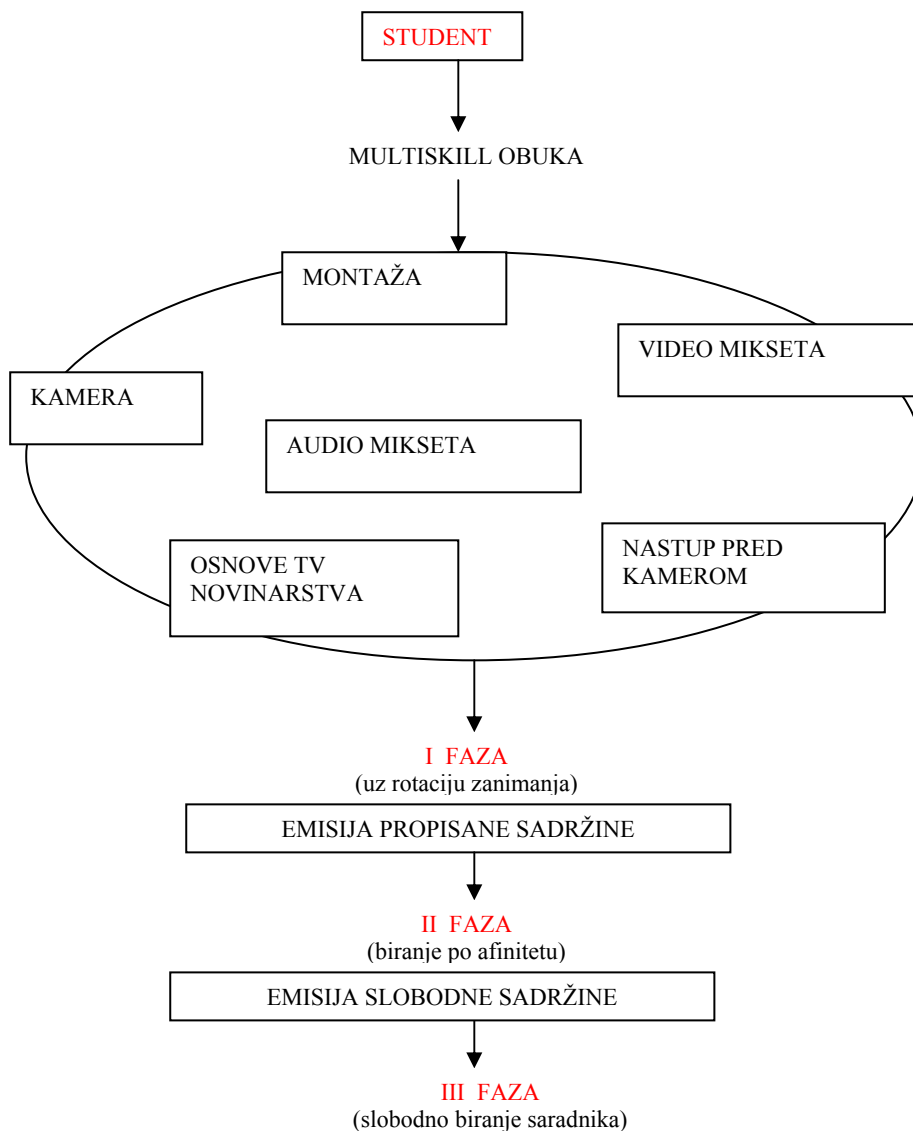 STUDENT
MULTISKILL OBUKA
MONTAŽA
VIDEO MIKSETA
KAMERA
AUDIO MIKSETA
NASTUP PRED
KAMEROM
OSNOVE TV
NOVINARSTVA
I FAZA
(uz rotaciju zanimanja)
EMISIJA PROPISANE SADRŽINE
II FAZA
(biranje po afinitetu)
EMISIJA SLOBODNE SADRŽINE
III FAZA
(slobodno biranje saradnika)